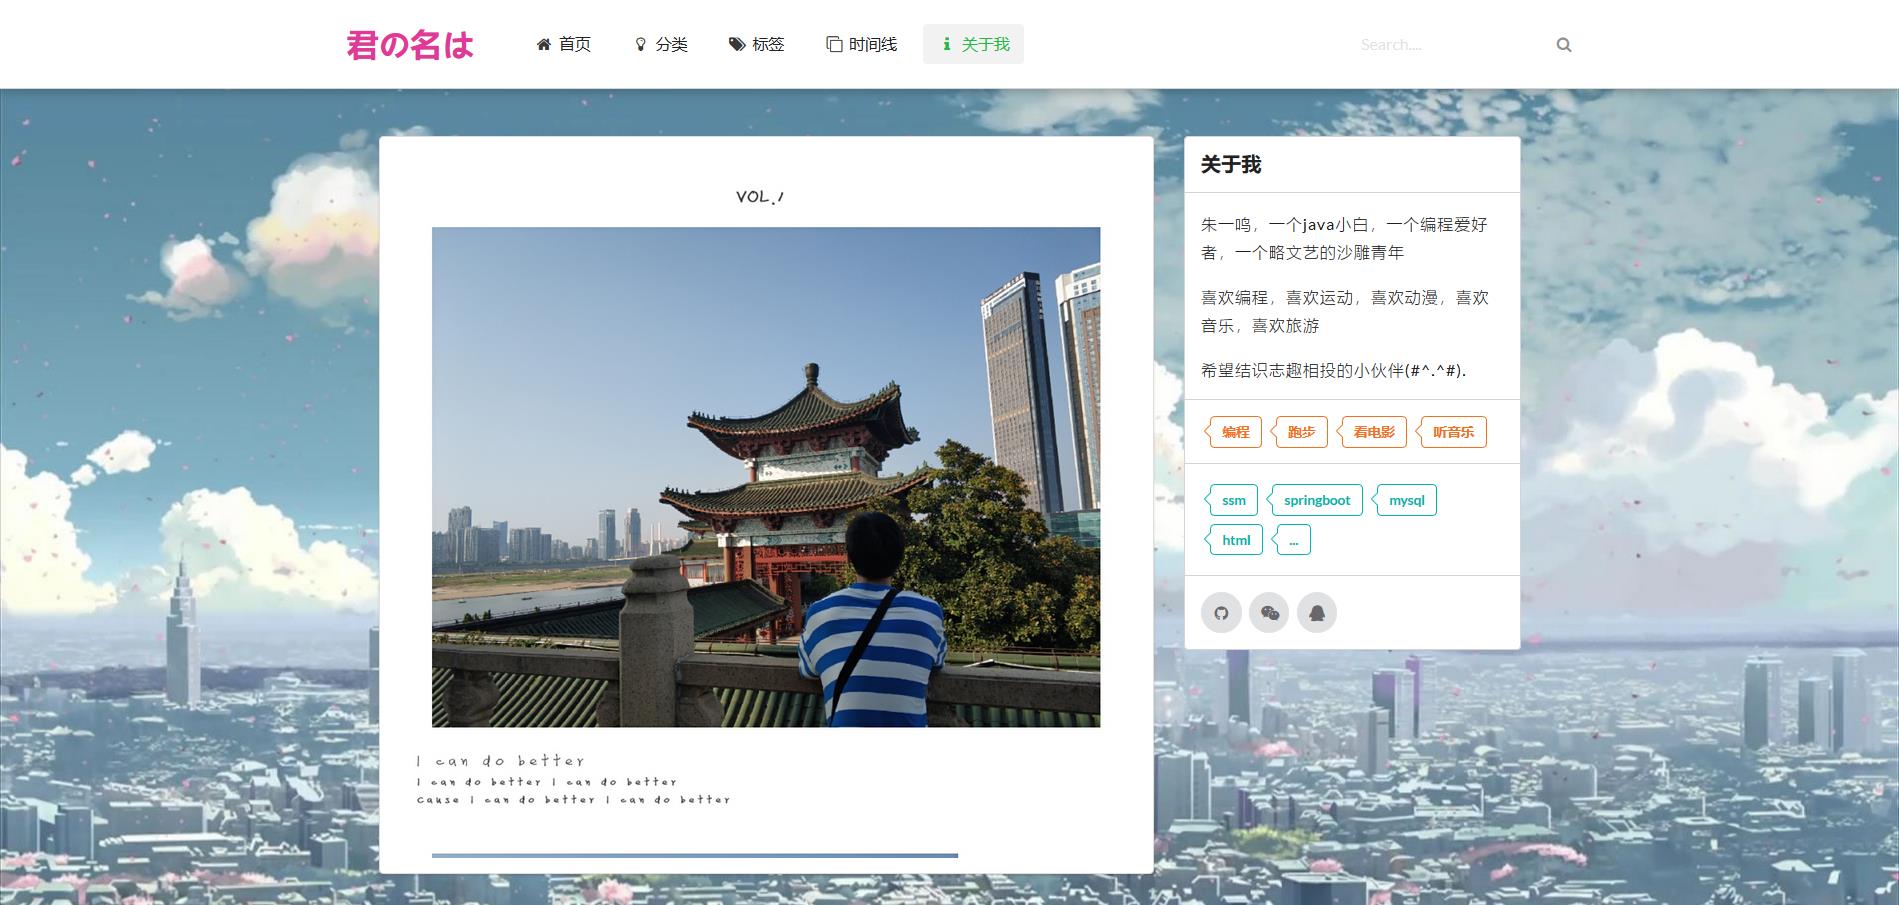 君の名は
首页
分类
标签
时间线
关于我
Search....
VOL.1
I can do better
I can do better I can do better
Cause I can do better I can do better
关于我
朱一鸣，一个java小白，一个编程爱好
者，一个略文艺的沙雕青年
喜欢编程，喜欢运动，喜欢动漫，喜欢
音乐，喜欢旅游
希望结识志趣相投的小伙伴(#^.^#).
编程
跑步
看电影
听音乐
ssm
springboot
mysql
html
...